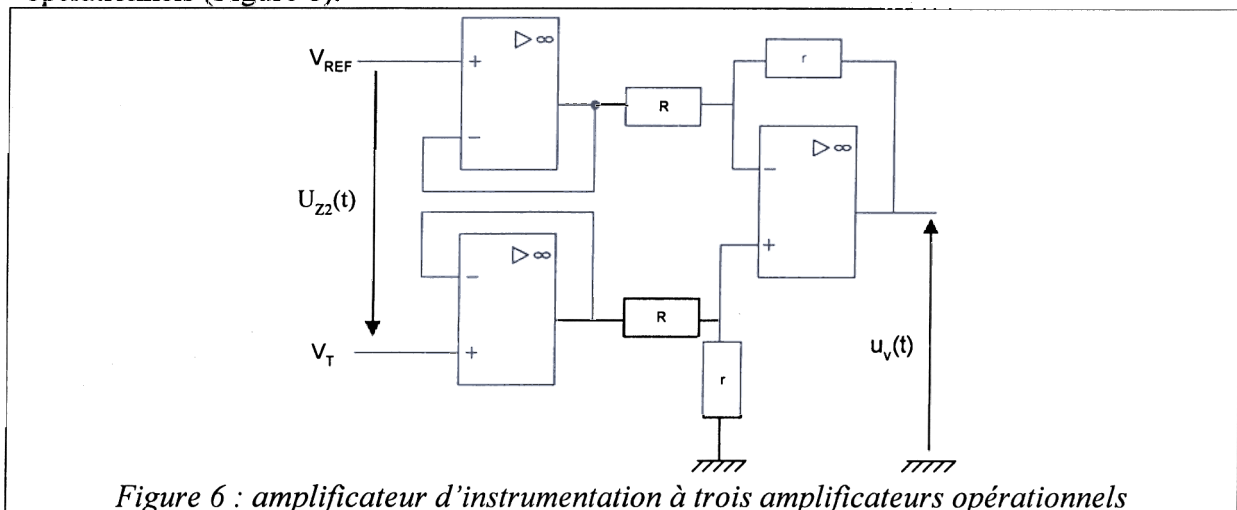 V_REF
+
▷ ∞
−
r
R
▷ ∞
−
+
U_Z2(t)
▷ ∞
−
+
R
V_T
r
u_v(t)
Figure 6 : amplificateur d'instrumentation à trois amplificateurs opérationnels